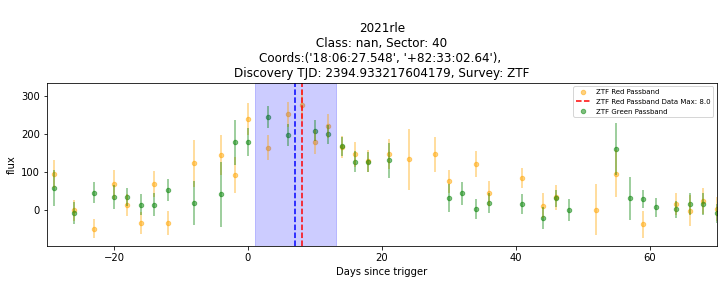 2021rle
Class: nan, Sector: 40
Coords:('18:06:27.548', '+82:33:02.64'),
Discovery TJD: 2394.933217604179, Survey: ZTF
ZTF Red Passband
ZTF Red Passband Data Max: 8.0
ZTF Green Passband
flux
300
200
100
0
−20
0
20
40
60
Days since trigger